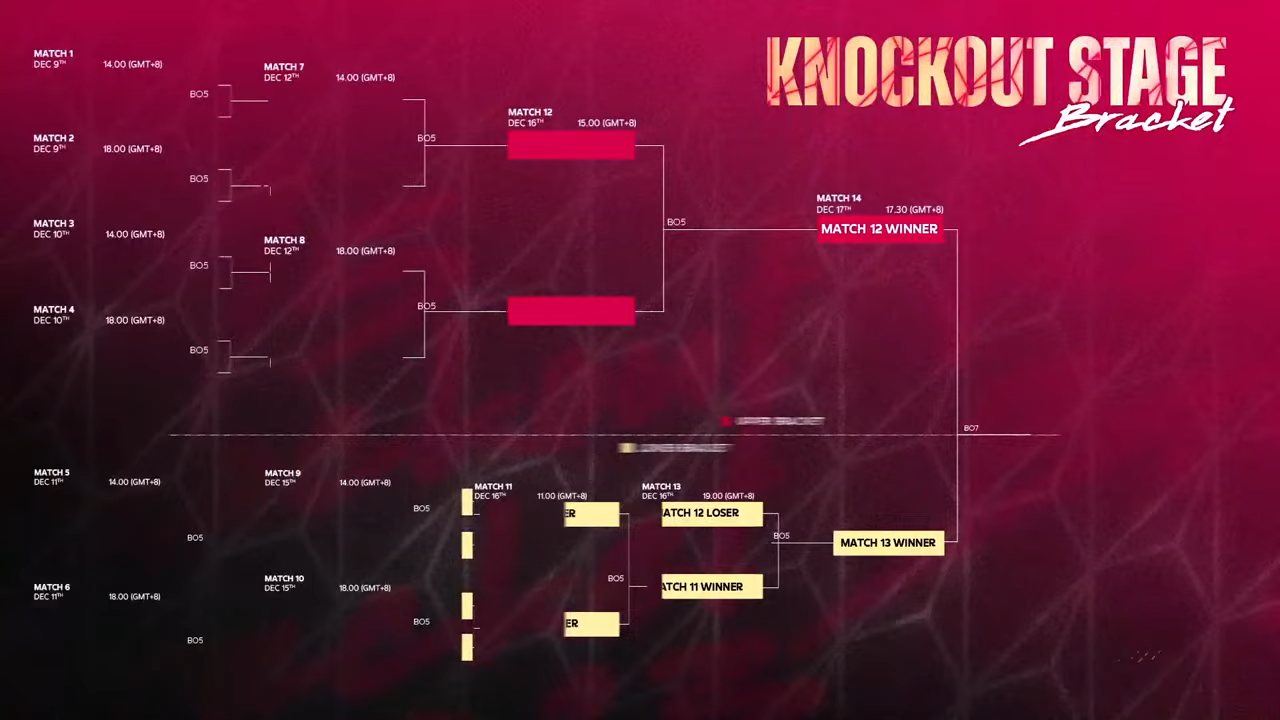 KNOCKOUT STAGE
Bracket
MATCH 1
DEC 9TH 14.00 (GMT+8)
BO5
MATCH 2
DEC 9TH 18.00 (GMT+8)
BO5
MATCH 3
DEC 10TH 14.00 (GMT+8)
BO5
MATCH 4
DEC 10TH 18.00 (GMT+8)
BO5
MATCH 7
DEC 12TH 14.00 (GMT+8)
BO5
MATCH 8
DEC 12TH 18.00 (GMT+8)
BO5
MATCH 12
DEC 16TH 15.00 (GMT+8)
BO5
MATCH 14
DEC 17TH 17.30 (GMT+8)
MATCH 12 WINNER
BO7
UPPER BRACKET
MATCH 5
DEC 11TH 14.00 (GMT+8)
BO5
MATCH 6
DEC 11TH 18.00 (GMT+8)
BO5
MATCH 9
DEC 15TH 14.00 (GMT+8)
BO5
MATCH 10
DEC 15TH 18.00 (GMT+8)
BO5
MATCH 11
DEC 16TH 11.00 (GMT+8)
ER
BO5
ER
MATCH 13
DEC 16TH 19.00 (GMT+8)
ATCH 12 LOSER
BO5
ATCH 11 WINNER
MATCH 13 WINNER